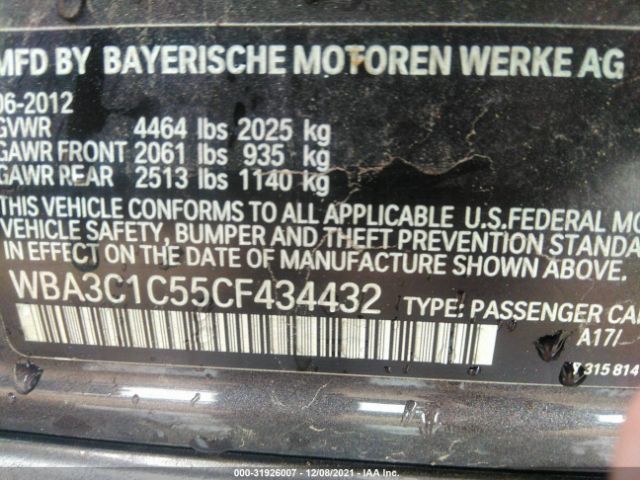 MFD BY BAYERISCHE MOTOREN WERKE AG
06-2012
GVWR 4464 lbs 2025 kg
GAWR FRONT 2061 lbs 935 kg
GAWR REAR 2513 lbs 1140 kg
THIS VEHICLE CONFORMS TO ALL APPLICABLE U.S.FEDERAL MO
VEHICLE SAFETY, BUMPER AND THEFT PREVENTION STANDA
IN EFFECT ON THE DATE OF MANUFACTURE SHOWN ABOVE.
WBA3C1C55CF434432 TYPE: PASSENGER CAR
A17/
315 814
000-31926007 - 12/08/2021 - IAA Inc.